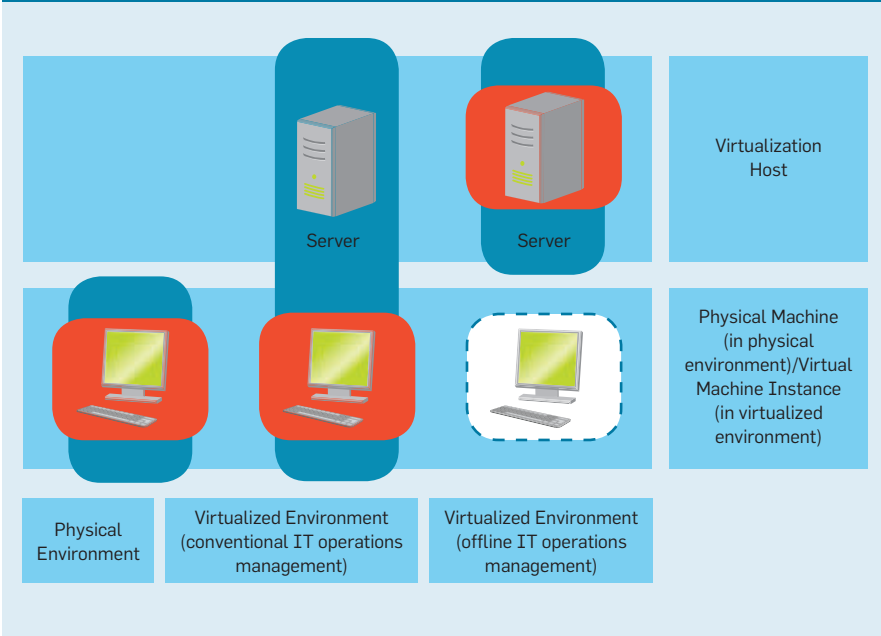 Virtualization
Host
Server
Server
Physical Machine
(in physical
environment)/Virtual
Machine Instance
(in virtualized
environment)
Physical
Environment
Virtualized Environment
(conventional IT operations
management)
Virtualized Environment
(offline IT operations
management)